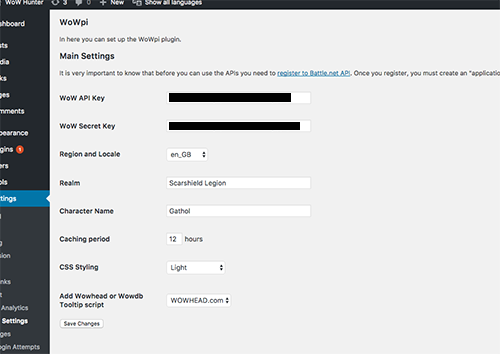 WoW Hunter 3 0 + New Show all languages
shboard
sts
dia
ks
ges
mments
pearance
gins 1
ers
ols
ttings
g
ng
sion
nks
t
Analytics
Settings
ges
gin Attempts
WoWpi
In here you can set up the WoWpi plugin.
Main Settings
It is very important to know that before you can use the APIs you need to register to Battle.net API. Once you register, you must create an "applicatio
WoW API Key
WoW Secret Key
Region and Locale en_GB
Realm Scarshield Legion
Character Name Gathol
Caching period 12 hours
CSS Styling Light
Add Wowhead or Wowdb WOWHEAD.com
Tooltip script
Save Changes